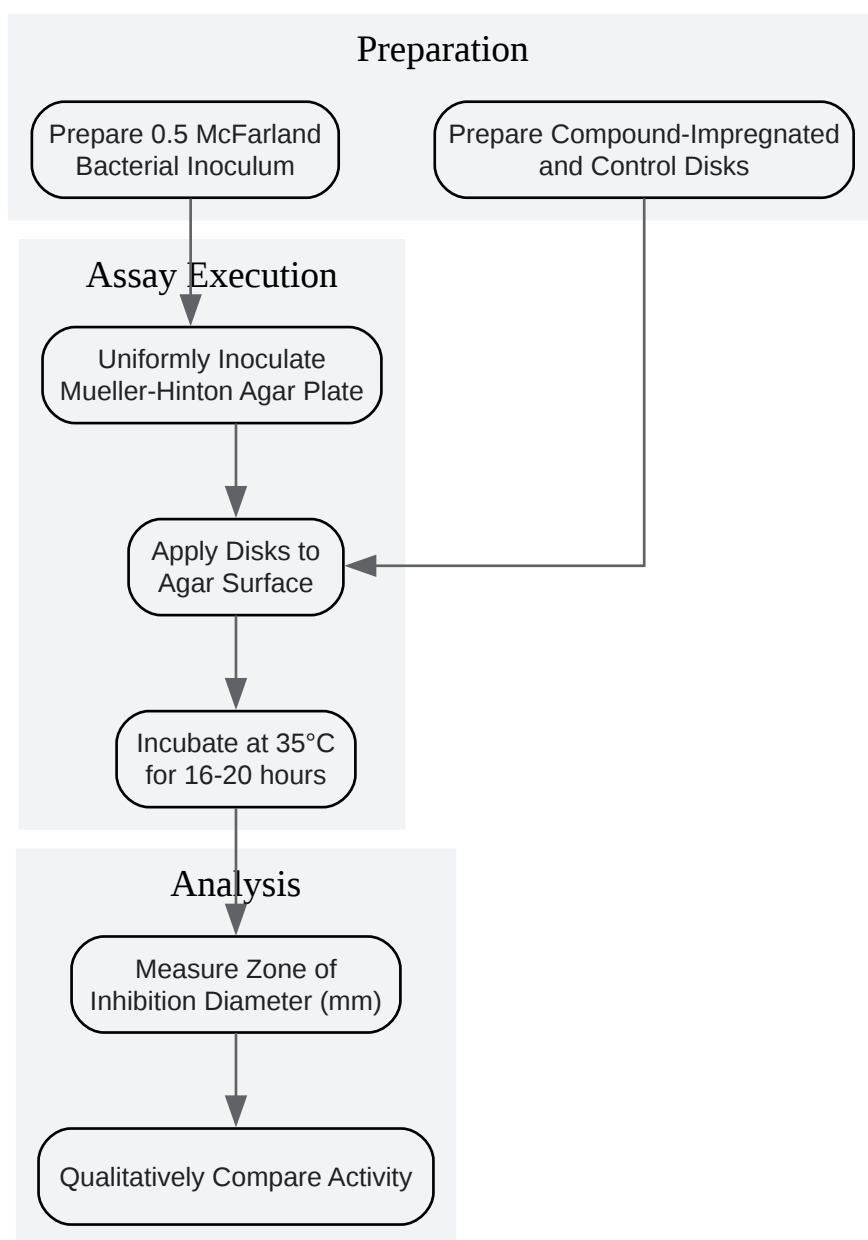 Preparation
Prepare 0.5 McFarland
Bacterial Inoculum
Prepare Compound-Impregnated
and Control Disks
Assay Execution
Uniformly Inoculate
Mueller-Hinton Agar Plate
Apply Disks to
Agar Surface
Incubate at 35°C
for 16-20 hours
Analysis
Measure Zone of
Inhibition Diameter (mm)
Qualitatively Compare Activity